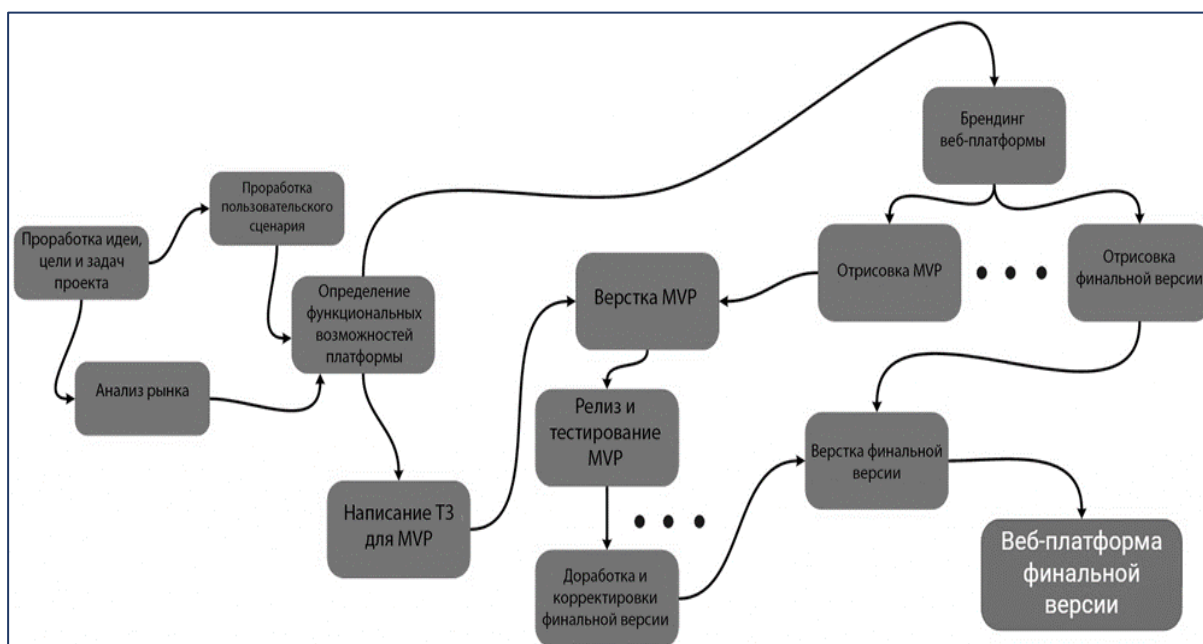 Брендинг
веб-платформы
Проработка
пользовательского
сценария
Проработка идеи,
цели и задач
проекта
Определение
функциональных
возможностей
платформы
Анализ рынка
Написание ТЗ
для MVP
Верстка MVP
Отрисовка MVP
Отрисовка
финальной версии
Релиз и
тестирование
MVP
Доработка и
корректировки
финальной версии
Верстка финальной
версии
Веб-платформа
финальной
версии